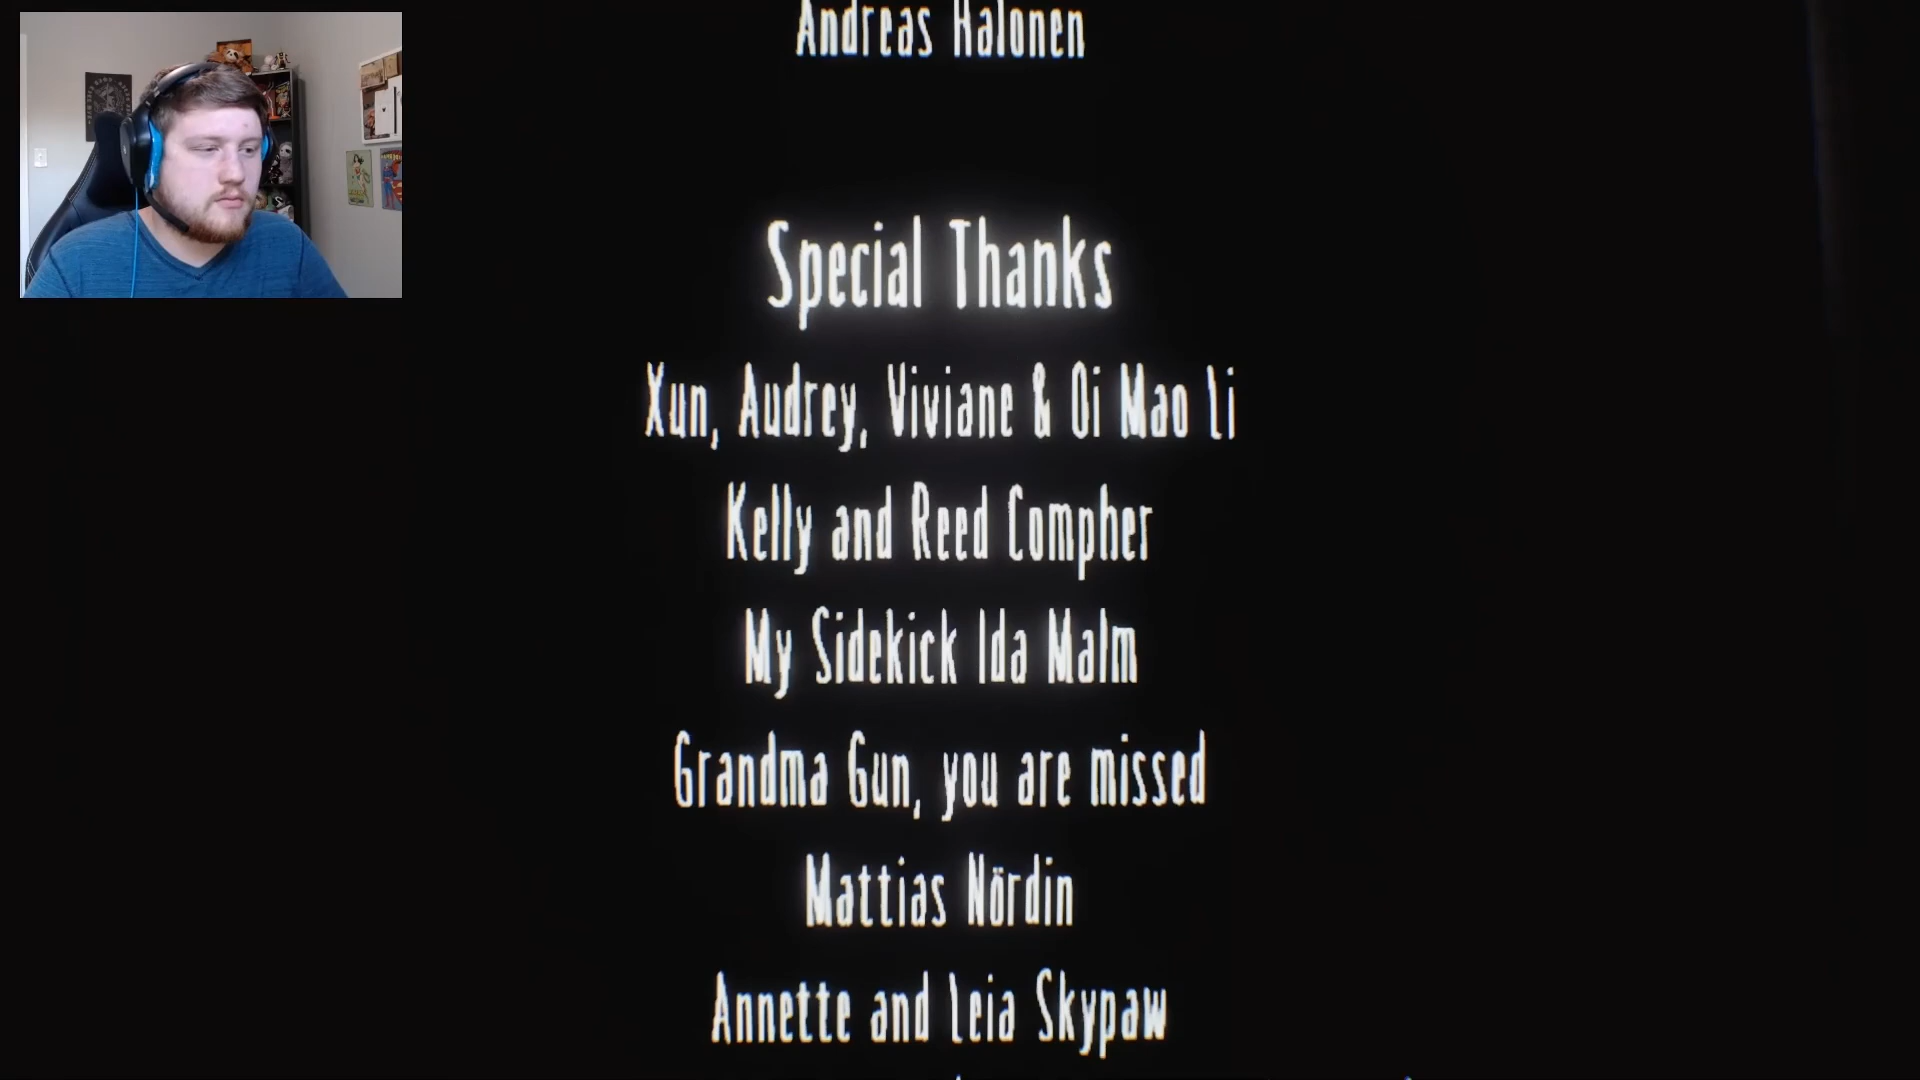 Andreas Halonen
Special Thanks
Xun, Audrey, Viviane & Oi Mao Li
Kelly and Reed Compher
My Sidekick Ida Malm
Grandma Gun, you are missed
Mattias Nördin
Annette and Leia Skypaw